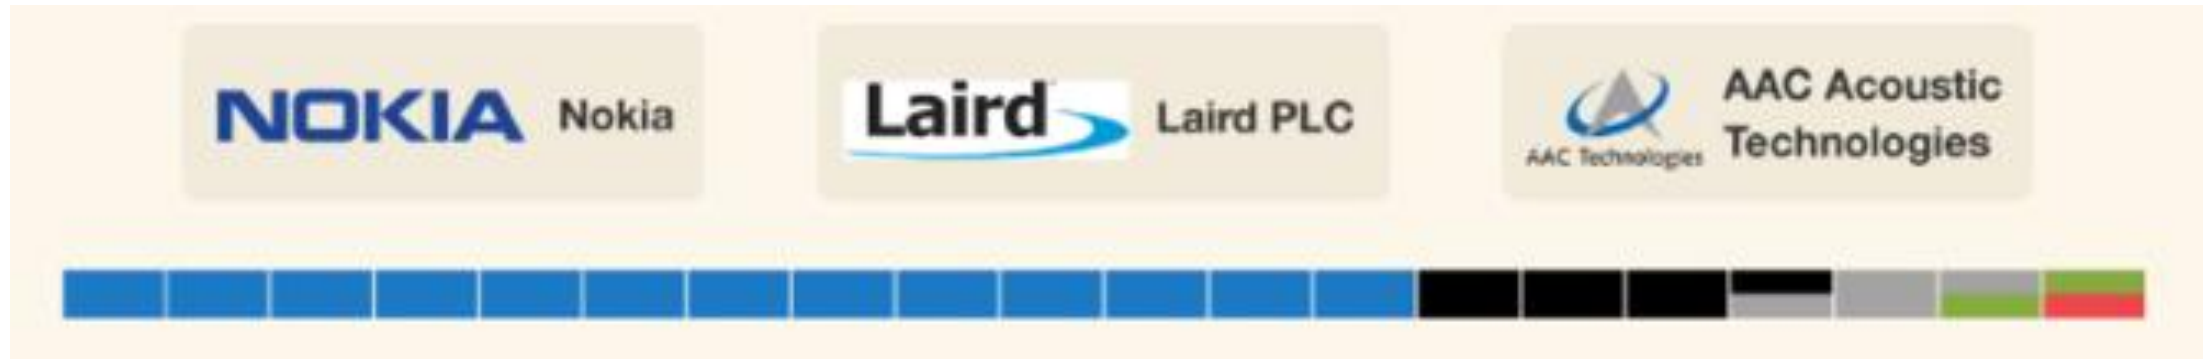 NOKIA Nokia
Laird Laird PLC
AAC Technologies
AAC Acoustic
Technologies